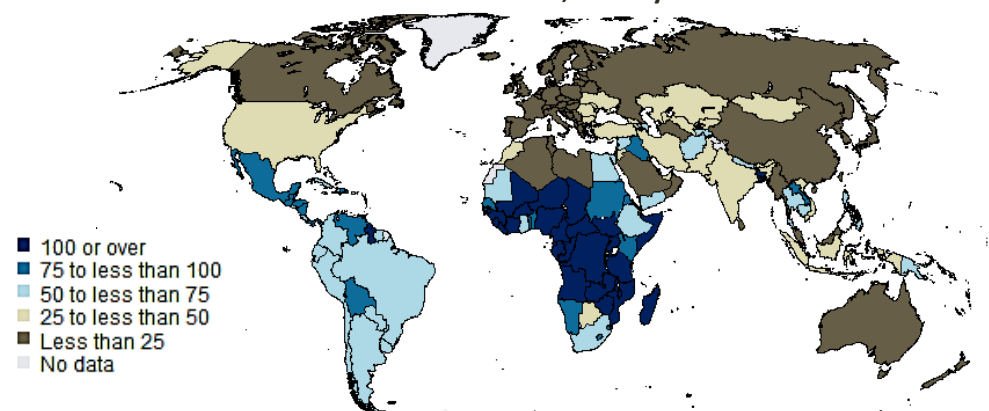 100 or over
75 to less than 100
50 to less than 75
25 to less than 50
Less than 25
No data